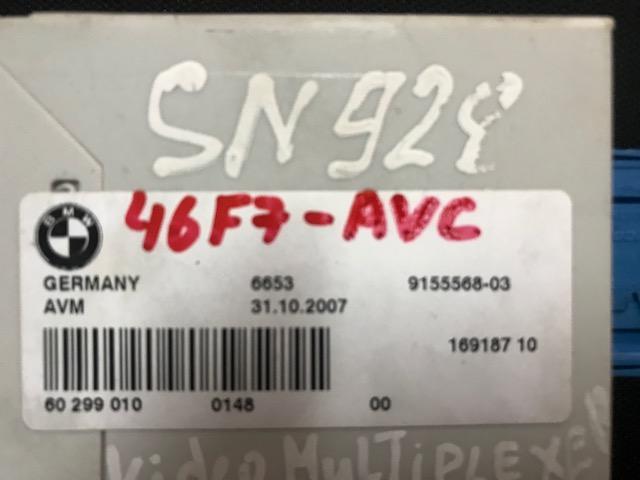 SN928
46F7-AVC
BMW
GERMANY 6653 9155568-03
AVM 31.10.2007
169187 10
60 299 010 0148 00
Video MULTIPLEXER